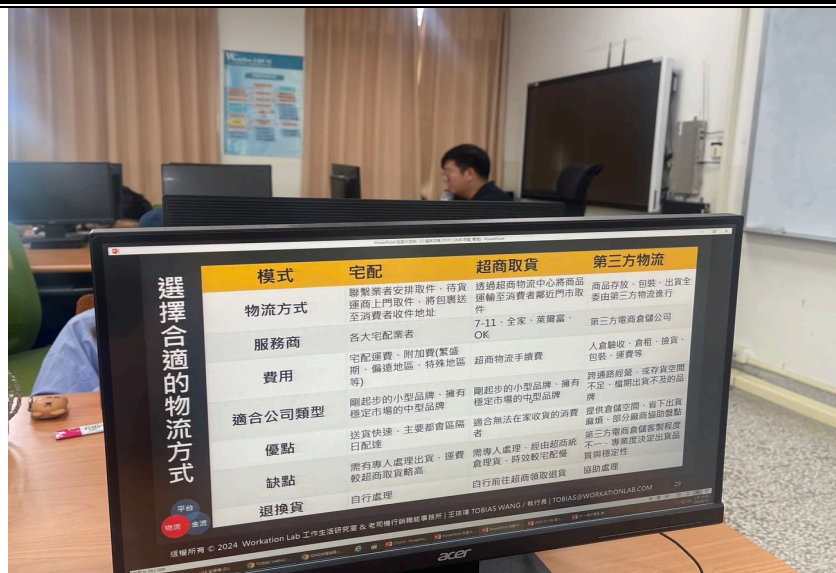 選擇合適的物流方式
模式
宅配
超商取貨
第三方物流
物流方式
聯繫業者安排取件，待貨
運商上門取件，將包裹送
至消費者收件地址
透過超商物流中心將商品
運輸至消費者鄰近門市取
件
商品存放、包裝、出貨全
委由第三方物流進行
服務商
各大宅配業者
7-11、全家、萊爾富、
OK
第三方電商倉儲公司
費用
宅配運費、附加費(繁盛
期、偏遠地區、特殊地區
等)
超商物流手續費
入倉驗收、倉租、撿貨、
包裝、運費等
適合公司類型
剛起步的小型品牌、擁有
穩定市場的中型品牌
剛起步的小型品牌、擁有
穩定市場的中型品牌
跨通路經營、或存貨空間
不足、檔期出貨不及的品
牌
優點
送貨快速，主要都會區隔
日配達
適合無法在家收貨的消費
者
提供倉儲空間、省下出貨
麻煩、部分廠商協助盤點
缺點
需有專人處理出貨，運費
較超商取貨略高
需專人處理，經由超商統
倉理貨，時效較宅配慢
第三方電商倉儲客製程度
不一，專業度決定出貨品
質與穩定性
退換貨
自行處理
自行前往超商領取退貨
協助處理
平台
物流
金流
版權所有 © 2024 Workation Lab 工作生活研究室 & 老司機行銷職能事務所 | 王琮瑋 TOBIAS WANG / 執行長 | TOBIAS@WORKATIONLAB.COM
29
acer